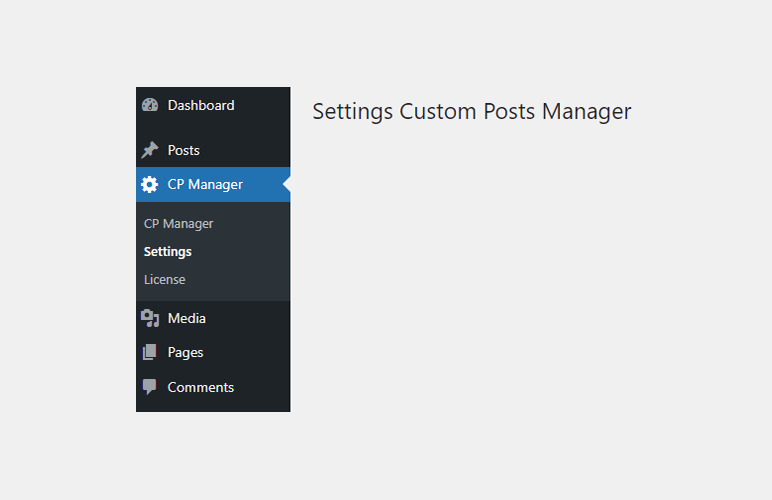 Dashboard
Settings Custom Posts Manager
Posts
CP Manager
CP Manager
Settings
License
Media
Pages
Comments